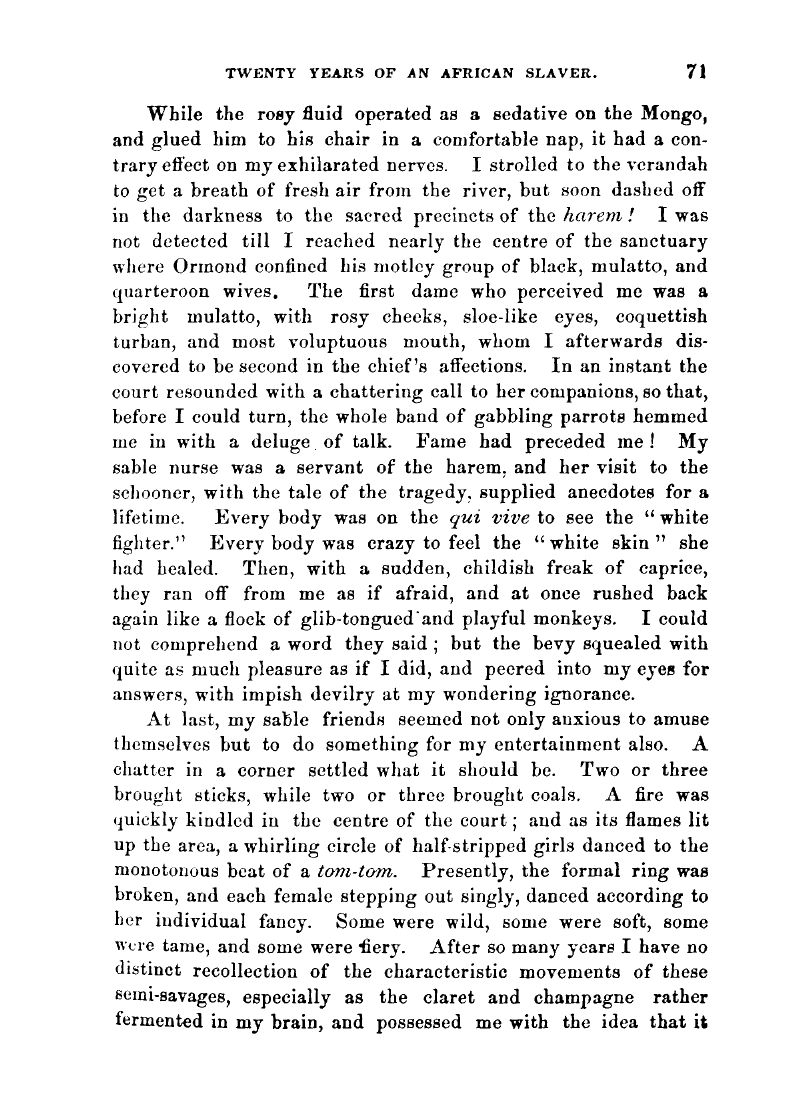 TWENTY YEARS OF AN AFRICAN SLAVER. 71
While the rosy fluid operated as a sedative on the Mongo,
and glued him to his chair in a comfortable nap, it had a con-
trary effect on my exhilarated nerves. I strolled to the verandah
to get a breath of fresh air from the river, but soon dashed off
in the darkness to the sacred precincts of the harem! I was
not detected till I reached nearly the centre of the sanctuary
where Ormond confined his motley group of black, mulatto, and
quarteroon wives. The first dame who perceived me was a
bright mulatto, with rosy cheeks, sloe-like eyes, coquettish
turban, and most voluptuous mouth, whom I afterwards dis-
covered to be second in the chief's affections. In an instant the
court resounded with a chattering call to her companions, so that,
before I could turn, the whole band of gabbling parrots hemmed
me in with a deluge of talk. Fame had preceded me! My
sable nurse was a servant of the harem, and her visit to the
schooner, with the tale of the tragedy, supplied anecdotes for a
lifetime. Every body was on the qui vive to see the "white
fighter." Every body was crazy to feel the "white skin" she
had healed. Then, with a sudden, childish freak of caprice,
they ran off from me as if afraid, and at once rushed back
again like a flock of glib-tongued and playful monkeys. I could
not comprehend a word they said; but the bevy squealed with
quite as much pleasure as if I did, and peered into my eyes for
answers, with impish devilry at my wondering ignorance.
At last, my sable friends seemed not only anxious to amuse
themselves but to do something for my entertainment also. A
chatter in a corner settled what it should be. Two or three
brought sticks, while two or three brought coals. A fire was
quickly kindled in the centre of the court; and as its flames lit
up the area, a whirling circle of half-stripped girls danced to the
monotonous beat of a tom-tom. Presently, the formal ring was
broken, and each female stepping out singly, danced according to
her individual fancy. Some were wild, some were soft, some
were tame, and some were fiery. After so many years I have no
distinct recollection of the characteristic movements of these
semi-savages, especially as the claret and champagne rather
fermented in my brain, and possessed me with the idea that it